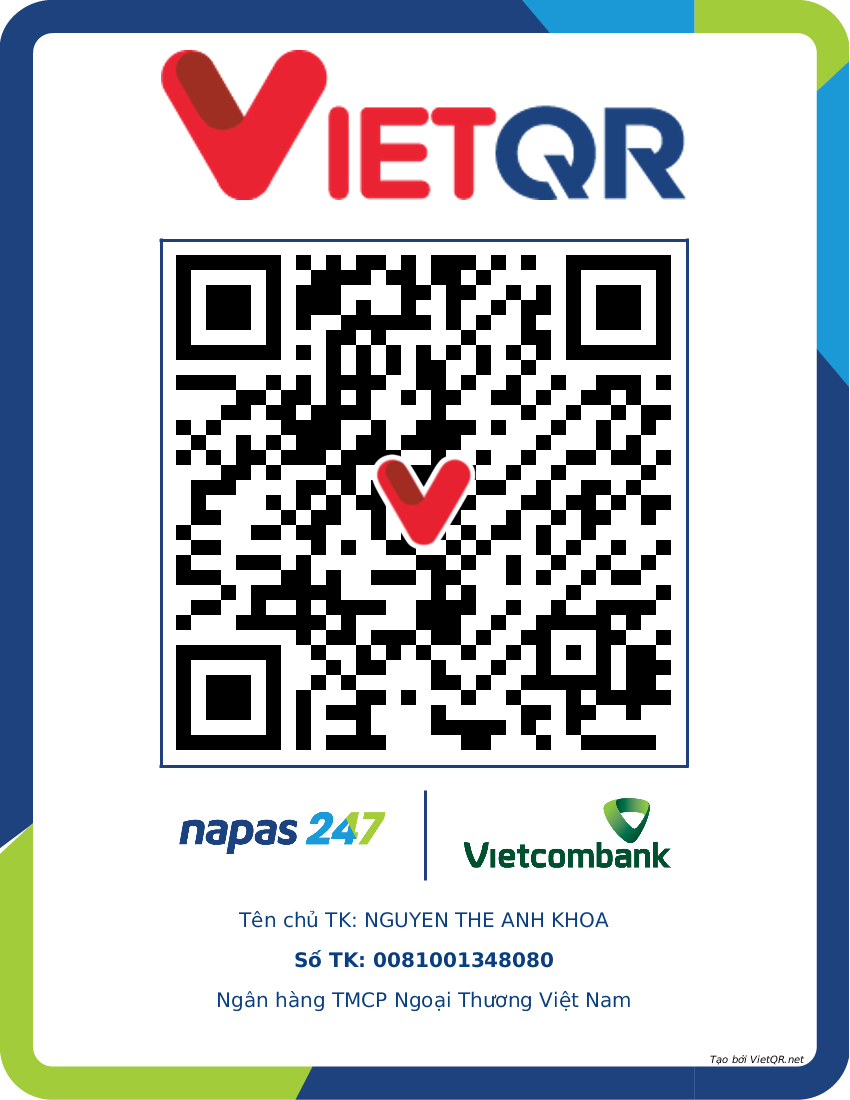 VIETQR
napas 247
Vietcombank
Tên chủ TK: NGUYEN THE ANH KHOA
Số TK: 0081001348080
Ngân hàng TMCP Ngoại Thương Việt Nam
Tạo bởi VietQR.net